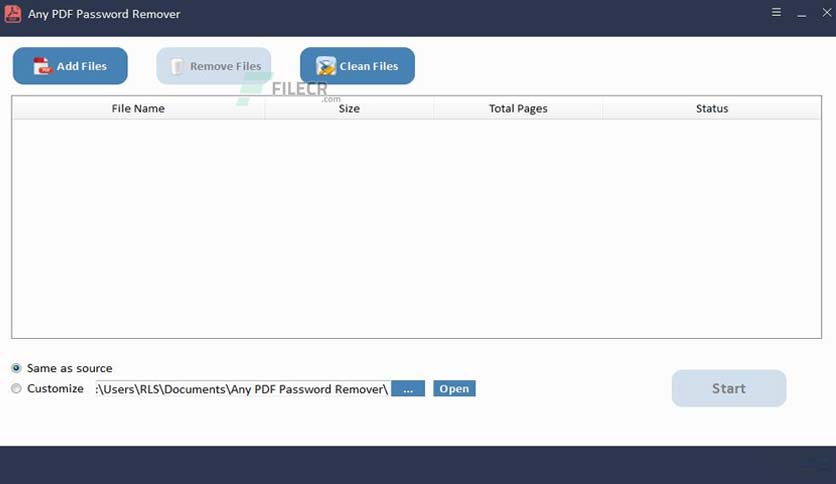 Any PDF Password Remover
Add Files
Remove Files
Clean Files
FILECR
.com
File Name
Size
Total Pages
Status
Same as source
Customize
:\Users\RLS\Documents\Any PDF Password Remover\
...
Open
Start